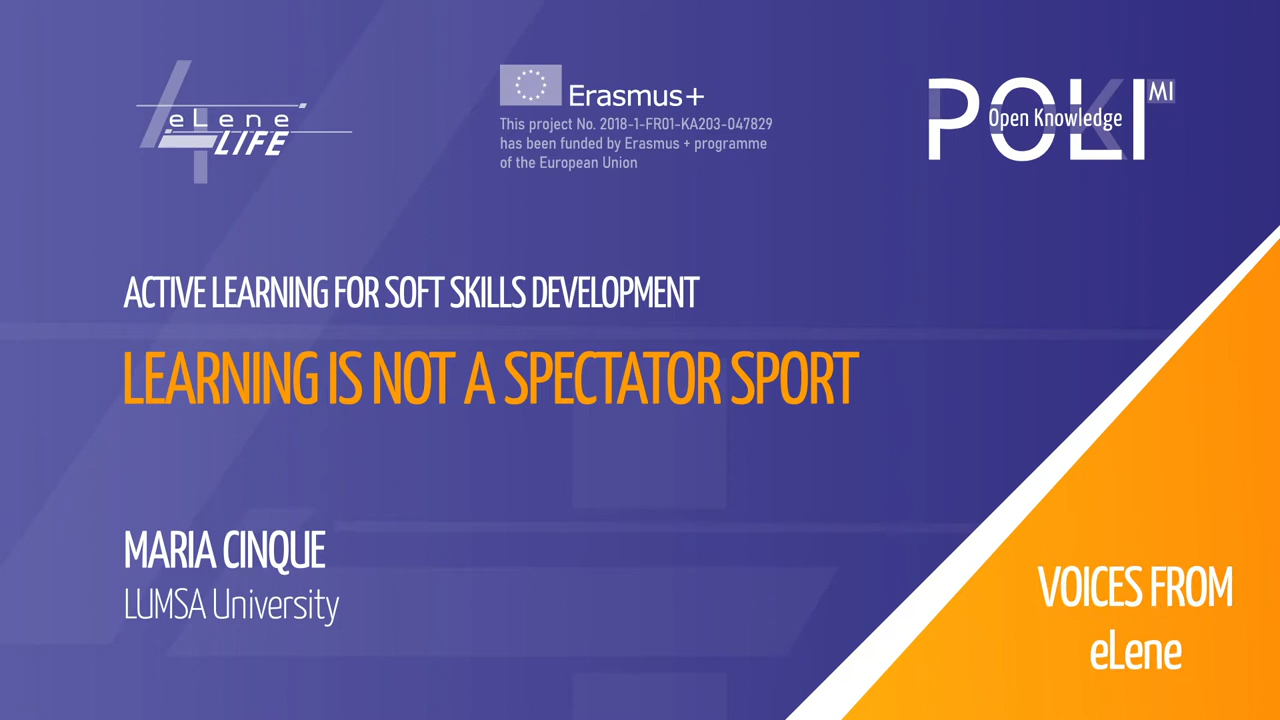 eLene
4LIFE
Erasmus+
This project No. 2018-1-FR01-KA203-047829
has been funded by Erasmus + programme
of the European Union
POLI MI
Open Knowledge
ACTIVE LEARNING FOR SOFT SKILLS DEVELOPMENT
LEARNING IS NOT A SPECTATOR SPORT
MARIA CINQUE
LUMSA University
VOICES FROM
eLene